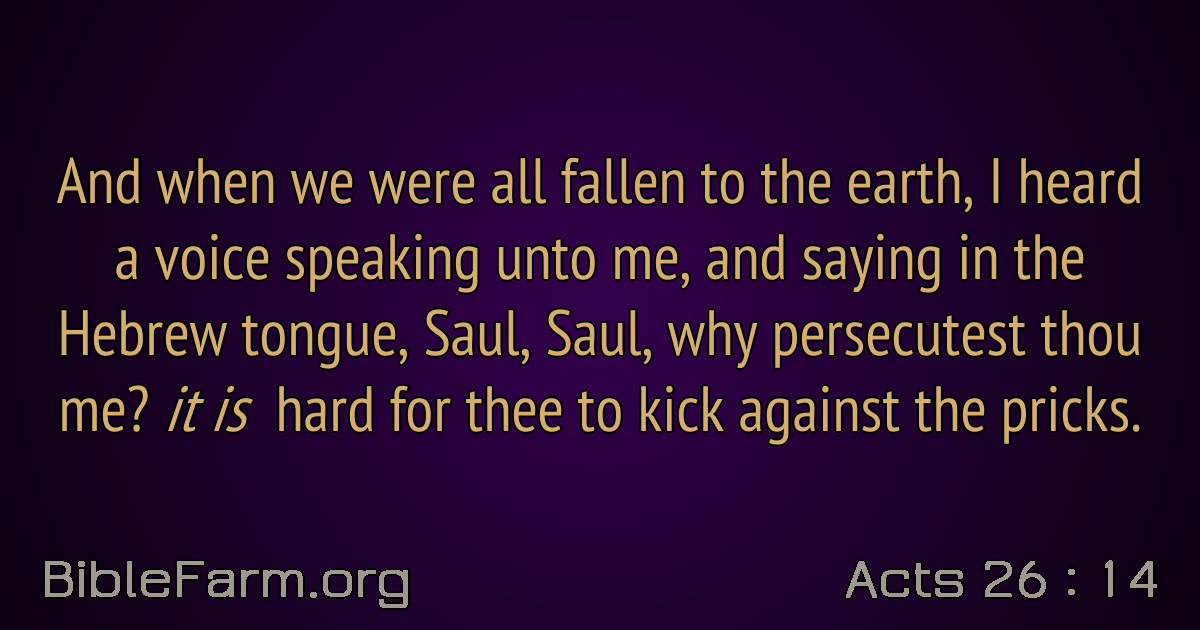 And when we were all fallen to the earth, I heard
a voice speaking unto me, and saying in the
Hebrew tongue, Saul, Saul, why persecutest thou
me? it is hard for thee to kick against the pricks.
BibleFarm.org
Acts 26 : 14